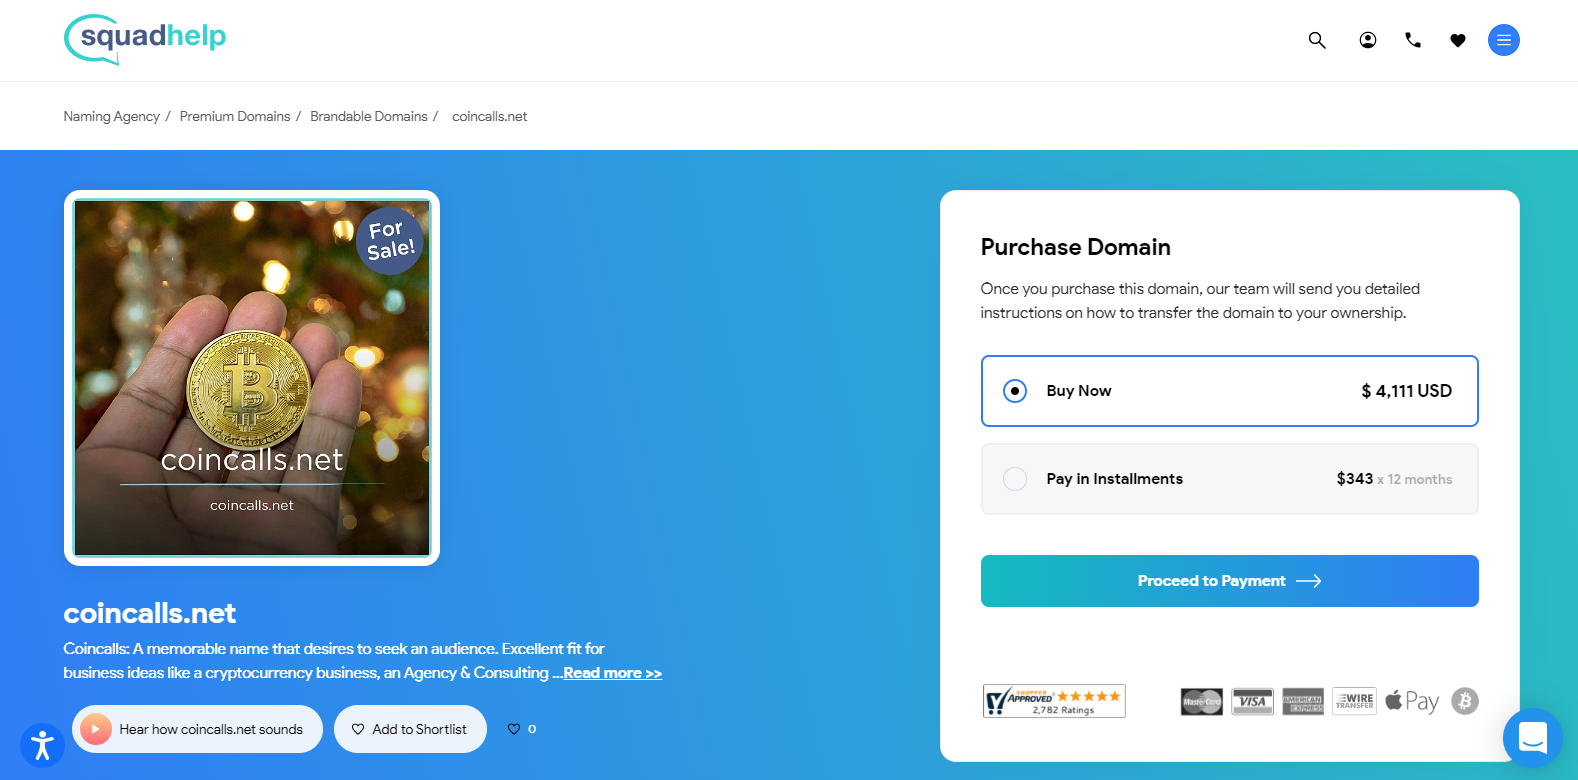 squadhelp
Naming Agency / Premium Domains / Brandable Domains / coincalls.net
For
Sale!
coincalls.net
coincalls.net
coincalls.net
Coincalls: A memorable name that desires to seek an audience. Excellent fit for
business ideas like a cryptocurrency business, an Agency & Consulting ...Read more >>
Hear how coincalls.net sounds
Add to Shortlist
0
Purchase Domain
Once you purchase this domain, our team will send you detailed
instructions on how to transfer the domain to your ownership.
Buy Now $ 4,111 USD
Pay in Installments $343 x 12 months
Proceed to Payment
SHOPPER
APPROVED
2,782 Ratings
MasterCard
VISA
AMERICAN
EXPRESS
WIRE
TRANSFER
Pay